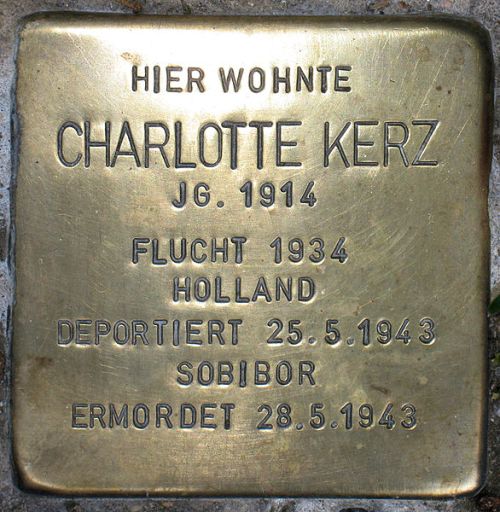 HIER WOHNTE
CHARLOTTE KERZ
JG. 1914
FLUCHT 1934
HOLLAND
DEPORTIERT 25.5.1943
SOBIBOR
ERMORDET 28.5.1943